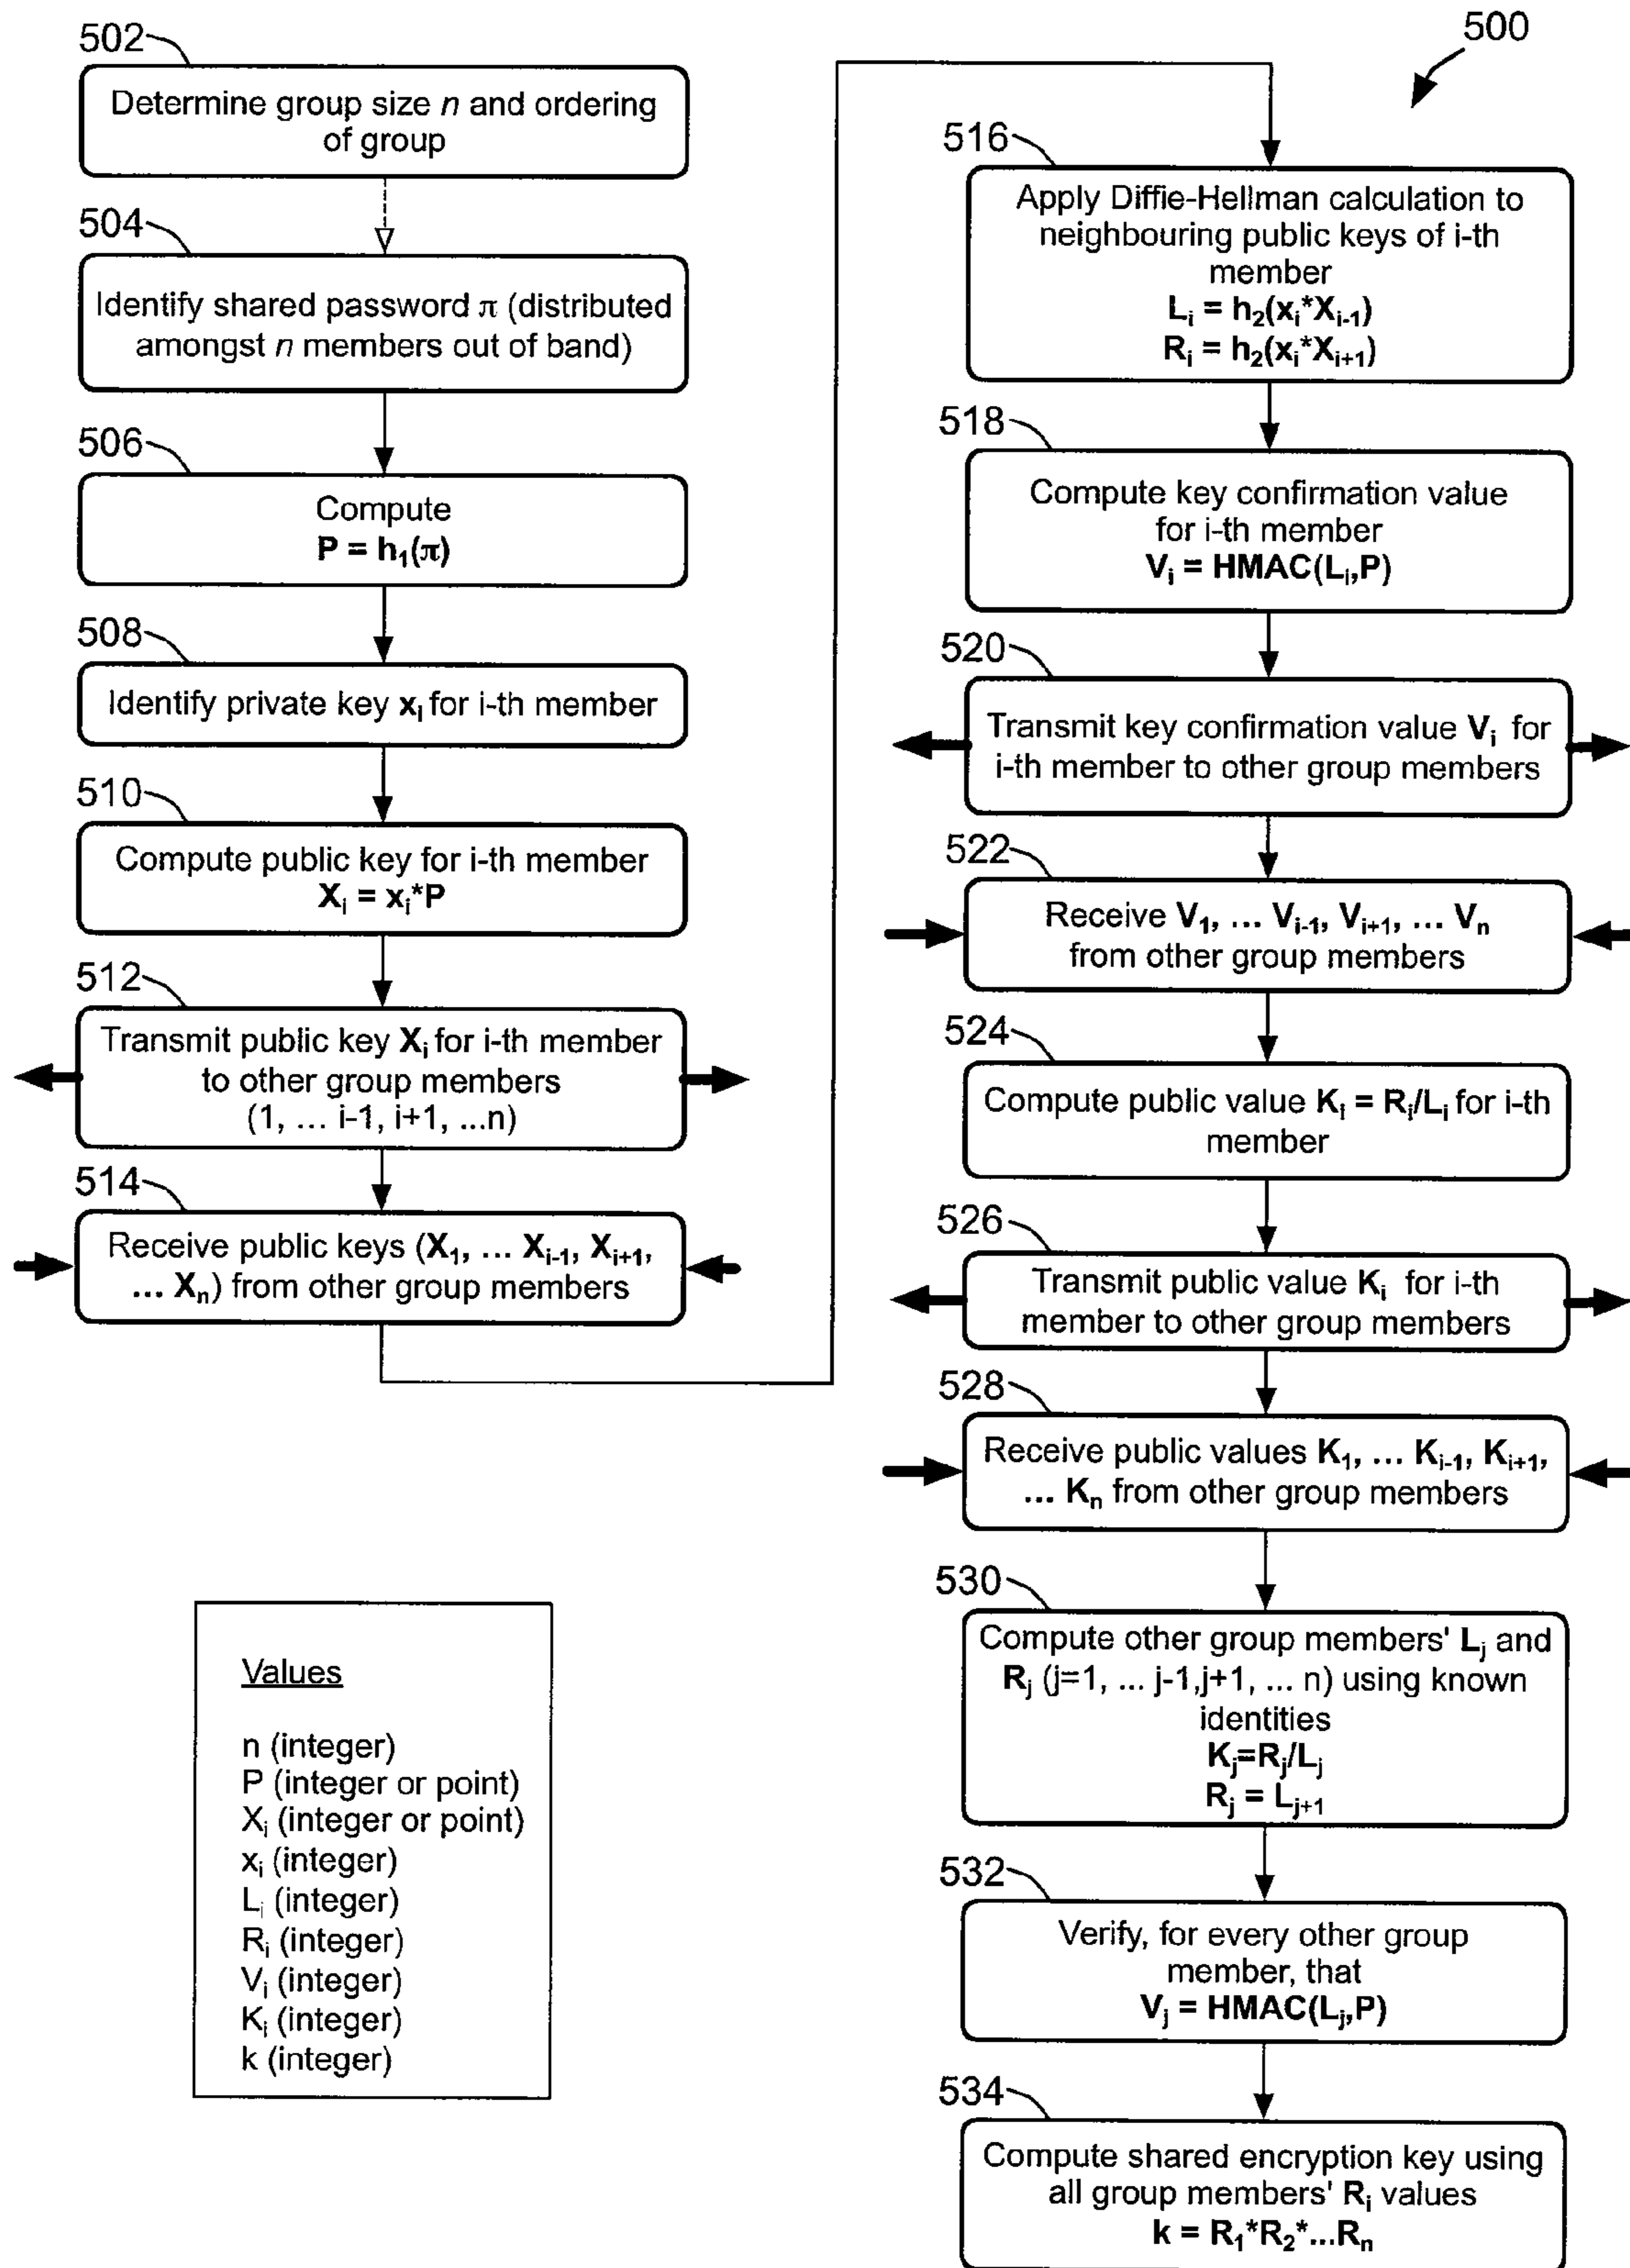 502
Determine group size n and ordering
of group
504
Identify shared password π (distributed
amongst n members out of band)
506
Compute
P = h₁(π)
508
Identify private key xᵢ for i-th member
510
Compute public key for i-th member
Xᵢ = xᵢ*P
512
Transmit public key Xᵢ for i-th member
to other group members
(1, ... i-1, i+1, ...n)
514
Receive public keys (X₁, ... Xᵢ₋₁, Xᵢ₊₁,
... Xₙ) from other group members
500
516
Apply Diffie-Hellman calculation to
neighbouring public keys of i-th
member
Lᵢ = h₂(xᵢ*Xᵢ₋₁)
Rᵢ = h₂(xᵢ*Xᵢ₊₁)
518
Compute key confirmation value
for i-th member
Vᵢ = HMAC(Lᵢ,P)
520
Transmit key confirmation value Vᵢ for
i-th member to other group members
522
Receive V₁, ... Vᵢ₋₁, Vᵢ₊₁, ... Vₙ
from other group members
524
Compute public value Kᵢ = Rᵢ/Lᵢ for i-th
member
526
Transmit public value Kᵢ for i-th
member to other group members
528
Receive public values K₁, ... Kᵢ₋₁, Kᵢ₊₁,
... Kₙ from other group members
530
Compute other group members' Lⱼ and
Rⱼ (j=1, ... j-1,j+1, ... n) using known
identities
Kⱼ=Rⱼ/Lⱼ
Rⱼ = Lⱼ₊₁
532
Verify, for every other group
member, that
Vⱼ = HMAC(Lⱼ,P)
534
Compute shared encryption key using
all group members' Rᵢ values
k = R₁*R₂*...Rₙ
Values
n (integer)
P (integer or point)
Xᵢ (integer or point)
xᵢ (integer)
Lᵢ (integer)
Rᵢ (integer)
Vᵢ (integer)
Kᵢ (integer)
k (integer)